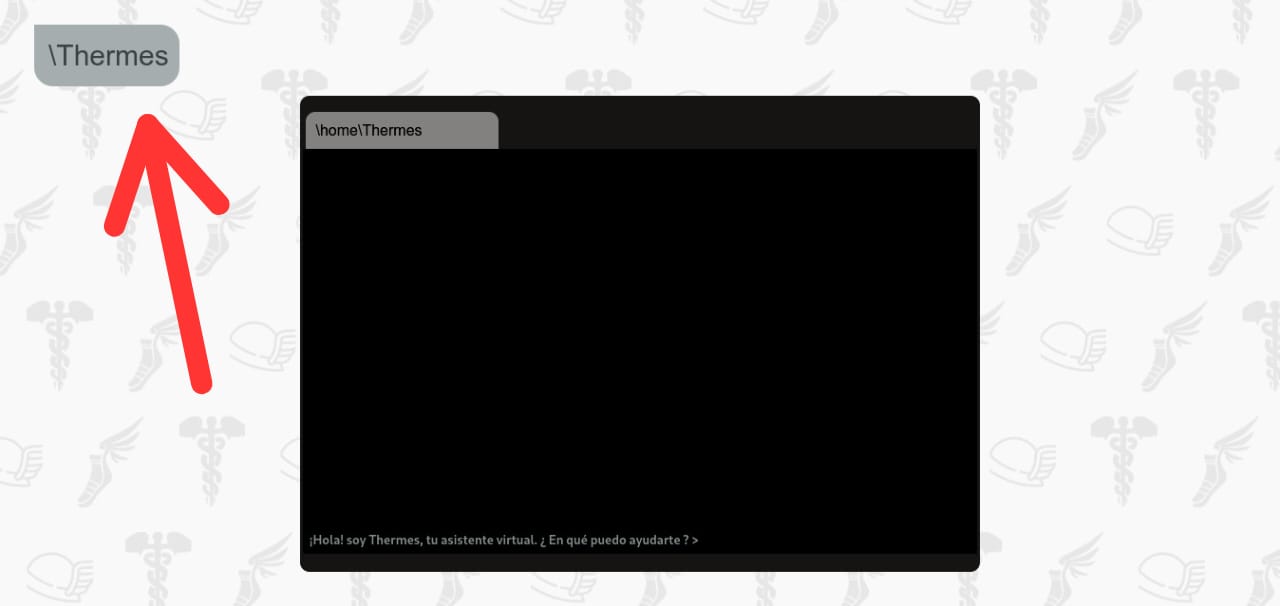 \Thermes
\home\Thermes
¡Hola! soy Thermes, tu asistente virtual. ¿ En qué puedo ayudarte ? >